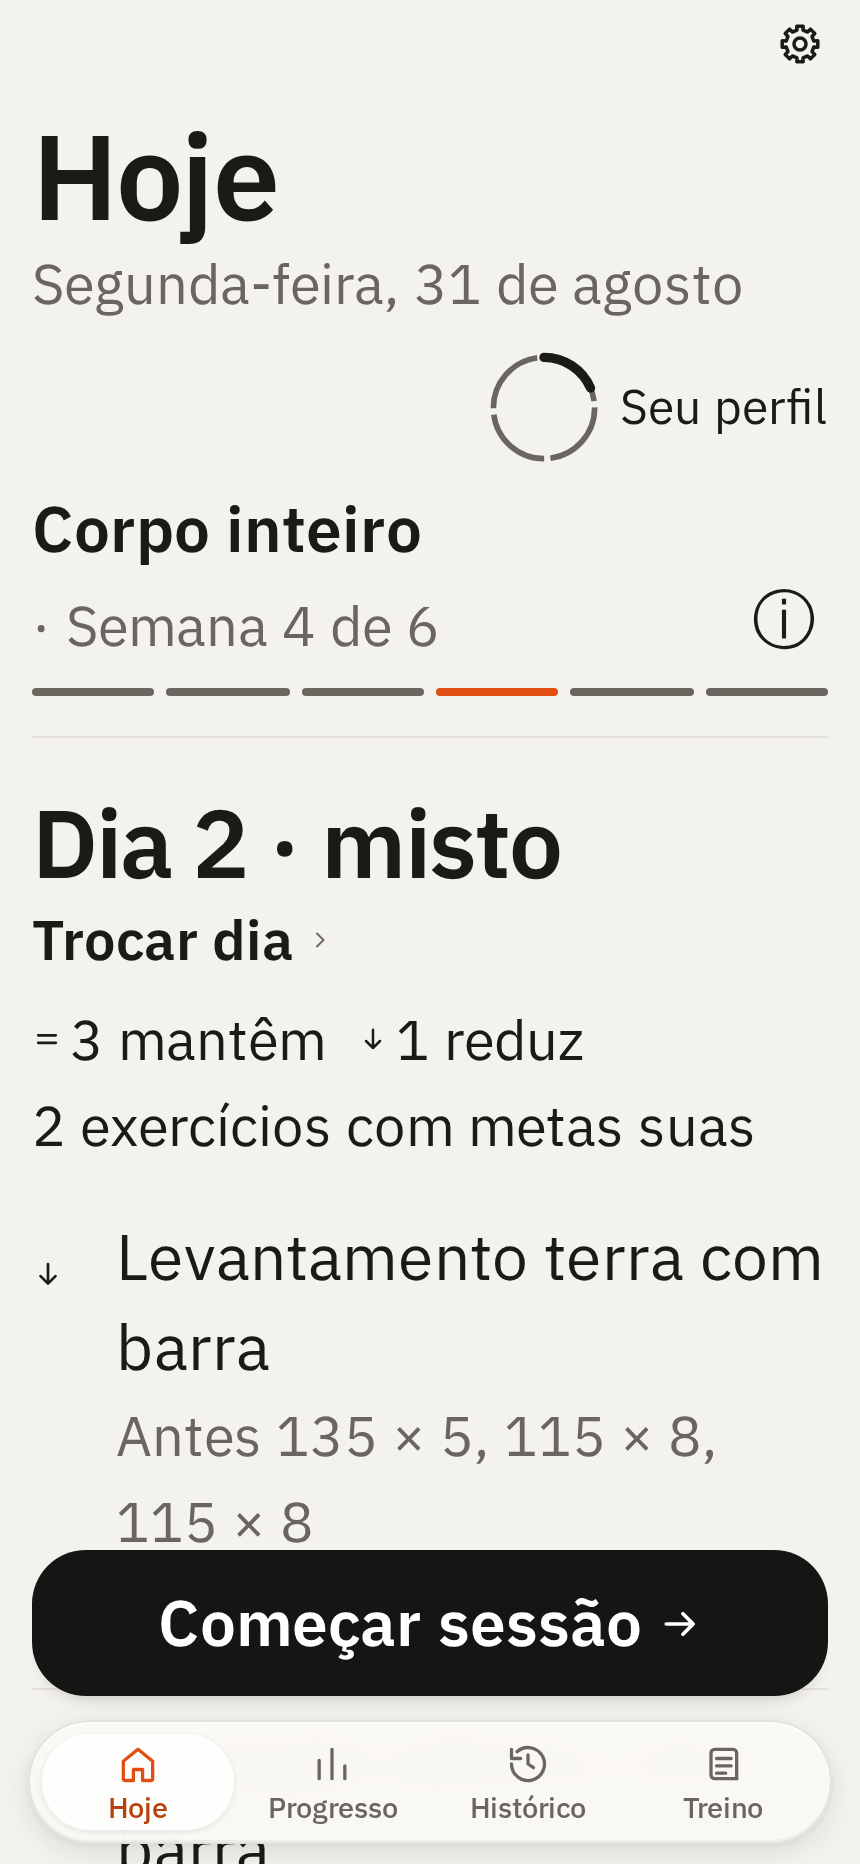 Hoje
Segunda-feira, 31 de agosto
Seu perfil
Corpo inteiro
· Semana 4 de 6
Dia 2 · misto
Trocar dia ›
= 3 mantêm ↓ 1 reduz
2 exercícios com metas suas
↓ Levantamento terra com
barra
Antes 135 × 5, 115 × 8,
115 × 8
Começar sessão →
Hoje Progresso Histórico Treino
barra